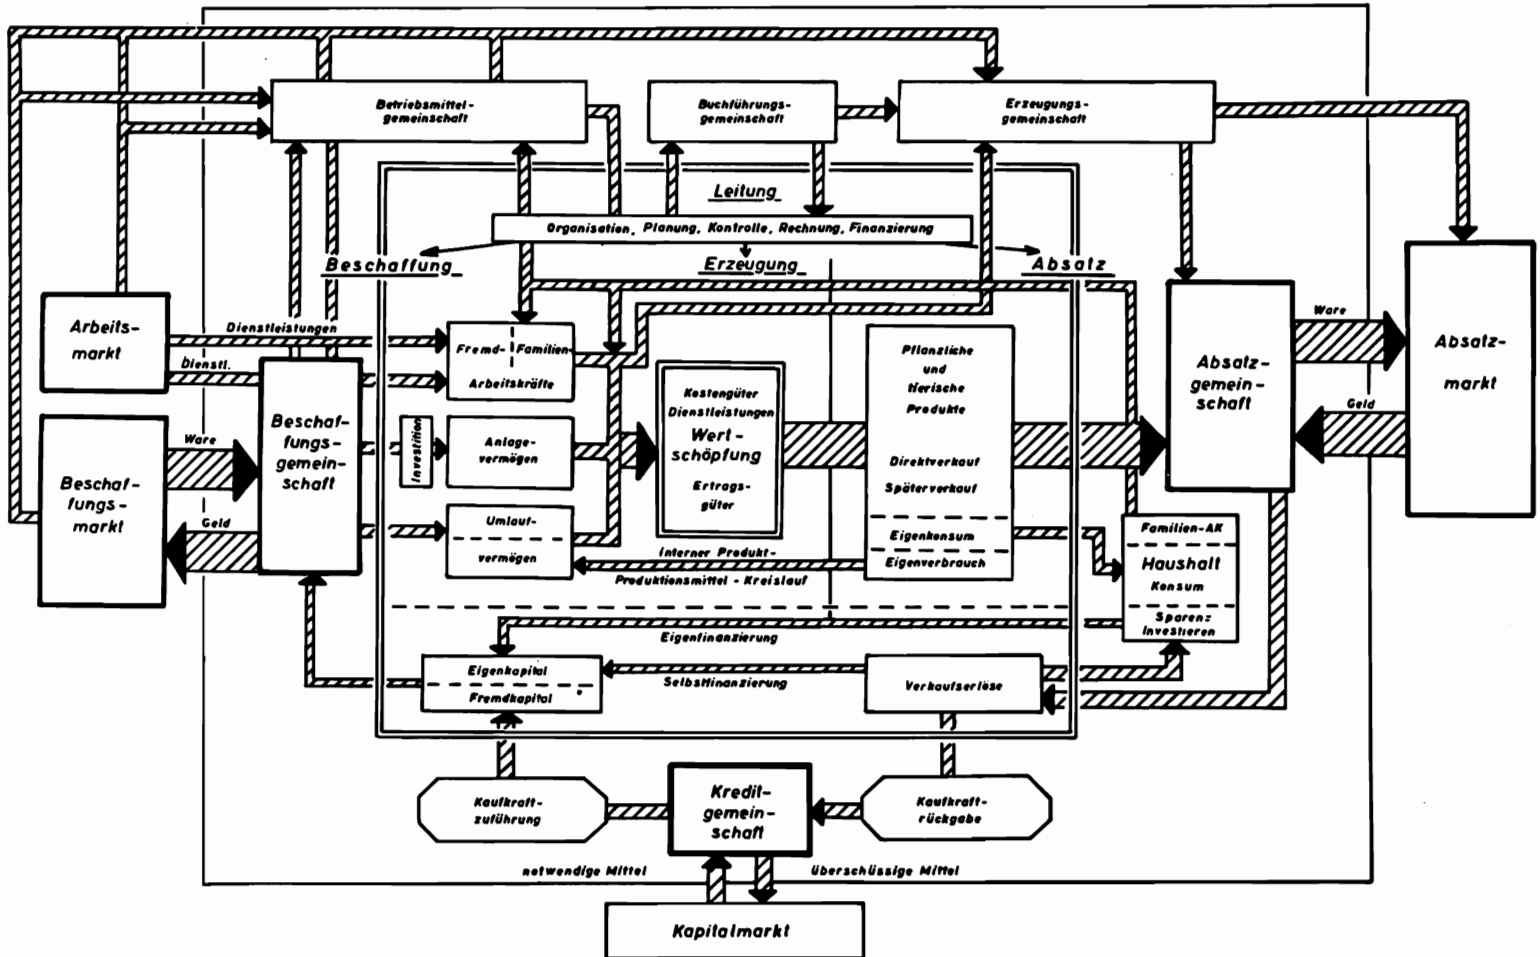 Betriebsmittel-
gemeinschaft
Buchführungs-
gemeinschaft
Erzeugungs-
gemeinschaft
Leitung
Organisation, Planung, Kontrolle, Rechnung, Finanzierung
Beschaffung
Erzeugung
Absatz
Arbeits-
markt
Dienstleistungen
Dienstl.
Beschaf-
fungs-
markt
Ware
Geld
Beschaf-
fungs-
gemein-
schaft
Investition
Fremd- Familien-
Arbeitskräfte
Anlage-
vermögen
Umlauf-
vermögen
Kostengüter
Dienstleistungen
Wert-
schöpfung
Ertrags-
güter
Pflanzliche
und
tierische
Produkte
Direktverkauf
Späterverkauf
Eigenkonsum
Eigenverbrauch
Interner Produkt-
Produktionsmittel - Kreislauf
Absatz-
gemein-
schaft
Ware
Geld
Absatz-
markt
Familien-AK
Haushalt
Konsum
Sparen=
Investieren
Eigenfinanzierung
Eigenkapital
Fremdkapital
Selbstfinanzierung
Verkaufserlöse
Kaufkraft-
zuführung
Kredit-
gemein-
schaft
Kaufkraft-
rückgabe
notwendige Mittel
überschüssige Mittel
Kapitalmarkt